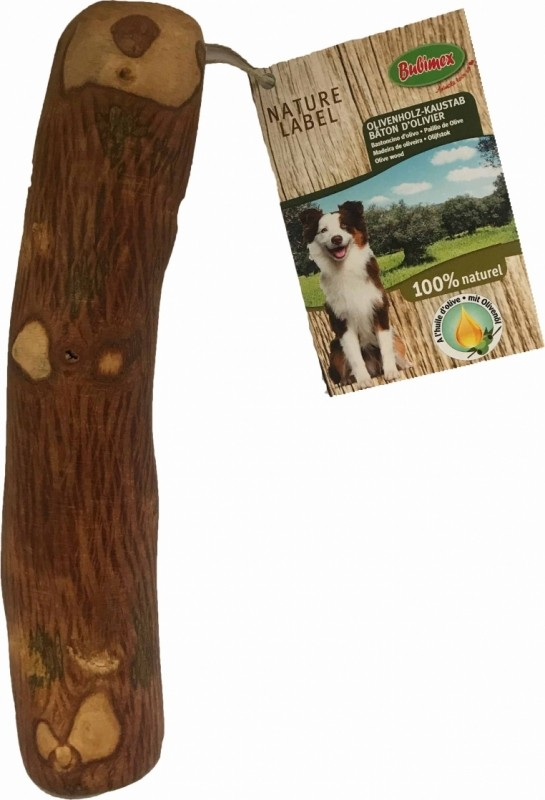 Bubimex
NATURE
LABEL
OLIVENHOLZ-KAUSTAB
BÂTON D'OLIVIER
Bastoncino d'olivo • Palillo de Olivo
Madeira de oliveira • Olijfstok
Olive wood
100% naturel
A l'huile d'olive • mit Olivenöl